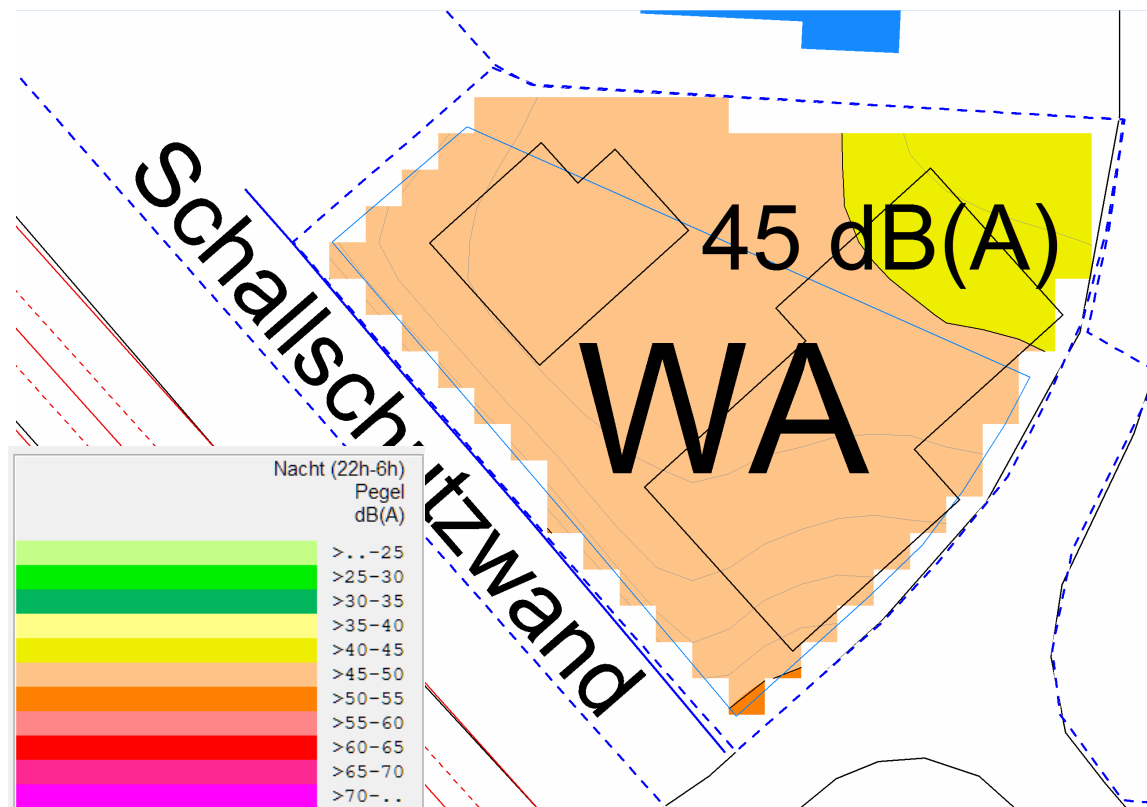 Schallschutzwand
45 dB(A)
WA
Nacht (22h-6h)
Pegel
dB(A)
>..-25
>25-30
>30-35
>35-40
>40-45
>45-50
>50-55
>55-60
>60-65
>65-70
>70-..